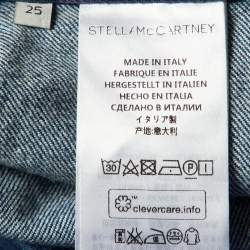 25
STELLA McCARTNEY
MADE IN ITALY
FABRIQUE EN ITALIE
HERGESTELLT IN ITALIEN
HECHO EN ITALIA
СДЕЛАНО В ИТАЛИИ
イタリア製
产地:意大利
30
clevercare.info